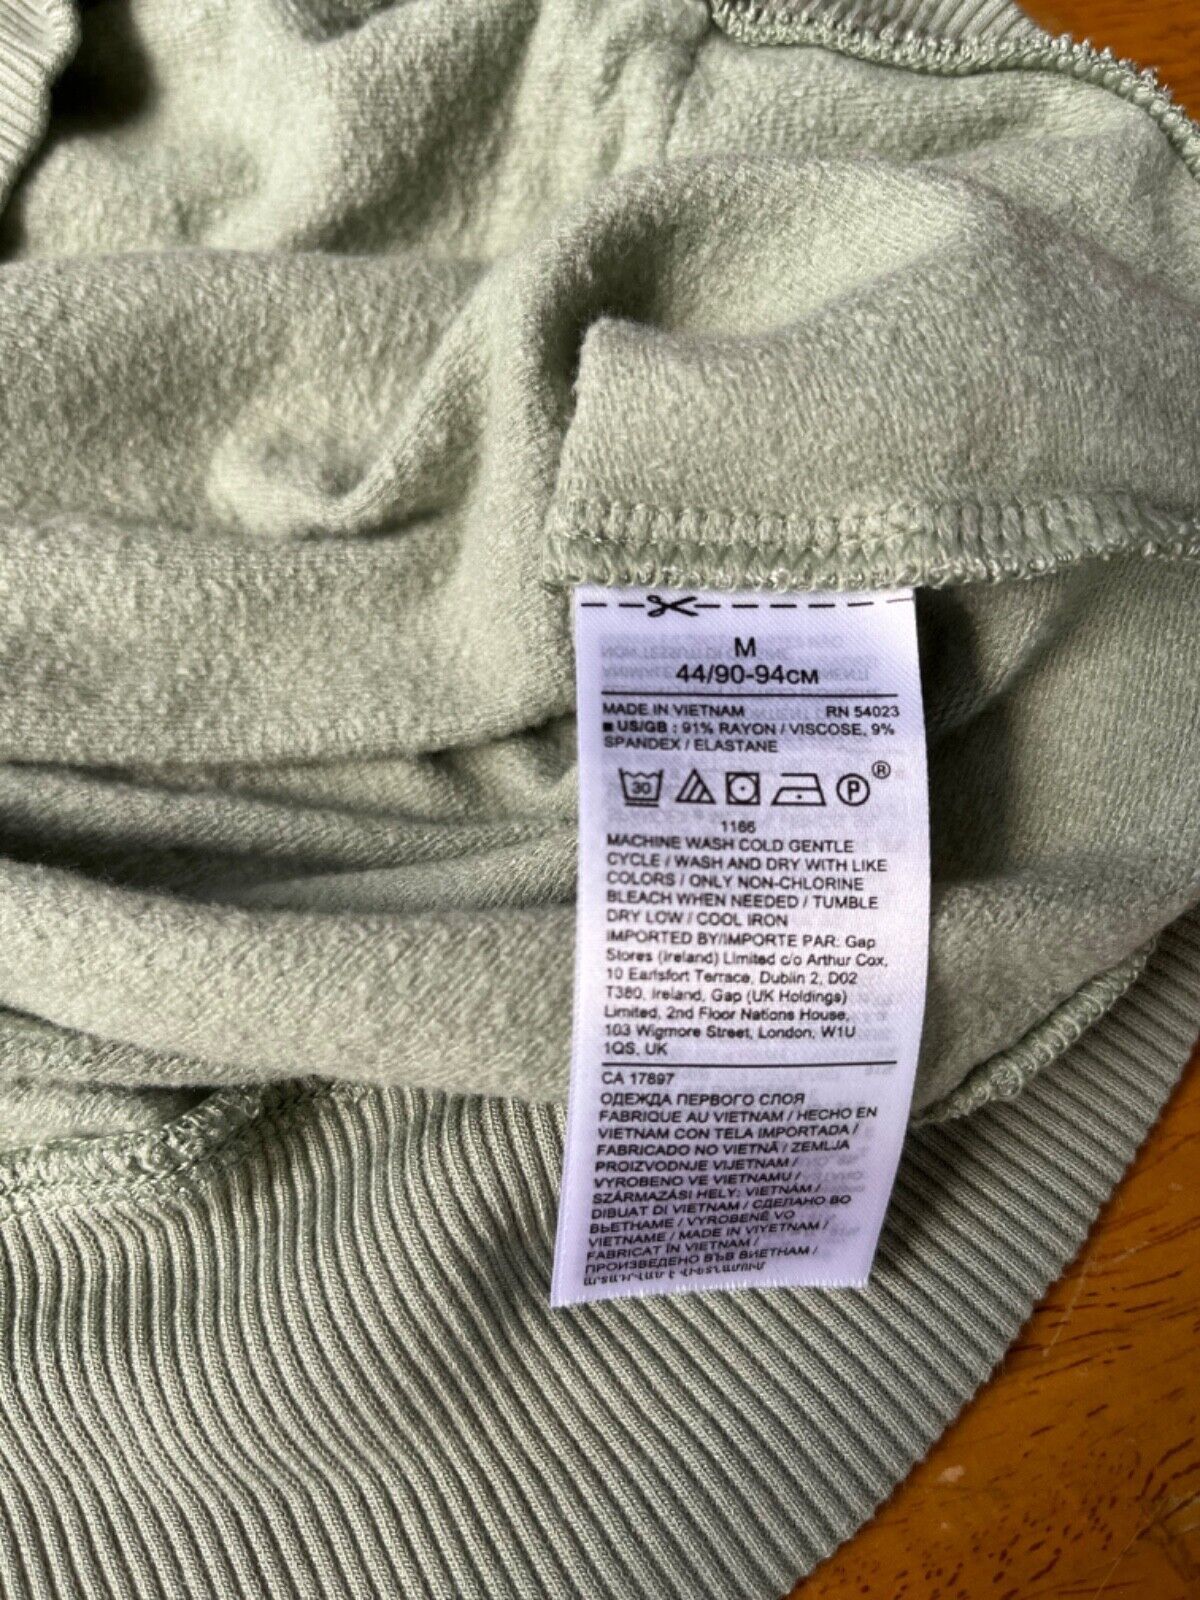 M
44/90-94СМ
MADE IN VIETNAM RN 54023
■ US/GB : 91% RAYON / VISCOSE, 9%
SPANDEX / ELASTANE
30 P ®
1166
MACHINE WASH COLD GENTLE
CYCLE / WASH AND DRY WITH LIKE
COLORS / ONLY NON-CHLORINE
BLEACH WHEN NEEDED / TUMBLE
DRY LOW / COOL IRON
IMPORTED BY/IMPORTE PAR: Gap
Stores (Ireland) Limited c/o Arthur Cox,
10 Earlsfort Terrace, Dublin 2, D02
T380, Ireland, Gap (UK Holdings)
Limited, 2nd Floor Nations House,
103 Wigmore Street, London, W1U
1QS, UK
CA 17897
ОДЕЖДА ПЕРВОГО СЛОЯ
FABRIQUE AU VIETNAM / HECHO EN
VIETNAM CON TELA IMPORTADA /
FABRICADO NO VIETNÃ / ZEMLJA
PROIZVODNJE VIJETNAM /
VYROBENO VE VIETNAMU /
SZÁRMAZÁSI HELY: VIETNÁM /
DIBUAT DI VIETNAM / СДЕЛАНО ВО
ВЬЕТНАМЕ / VYROBENÉ VO
VIETNAME / MADE IN VIYETNAM /
FABRICAT ÎN VIETNAM /
ПРОИЗВЕДЕНО ВЪВ ВИЕТНАМ /